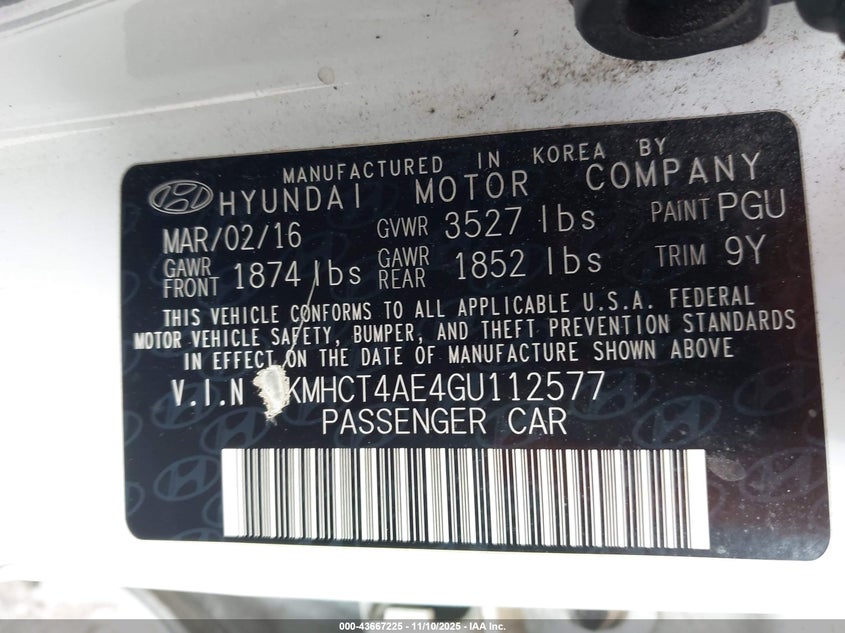 MANUFACTURED IN KOREA BY
HYUNDAI MOTOR COMPANY
MAR/02/16 GVWR 3527 lbs PAINT PGU
GAWR FRONT 1874 lbs GAWR REAR 1852 lbs TRIM 9Y
THIS VEHICLE CONFORMS TO ALL APPLICABLE U.S.A. FEDERAL
MOTOR VEHICLE SAFETY, BUMPER, AND THEFT PREVENTION STANDARDS
IN EFFECT ON THE DATE OF MANUFACTURE SHOWN ABOVE
V.I.N KMHCT4AE4GU112577
PASSENGER CAR
000-43667225 - 11/10/2025 - IAA Inc.